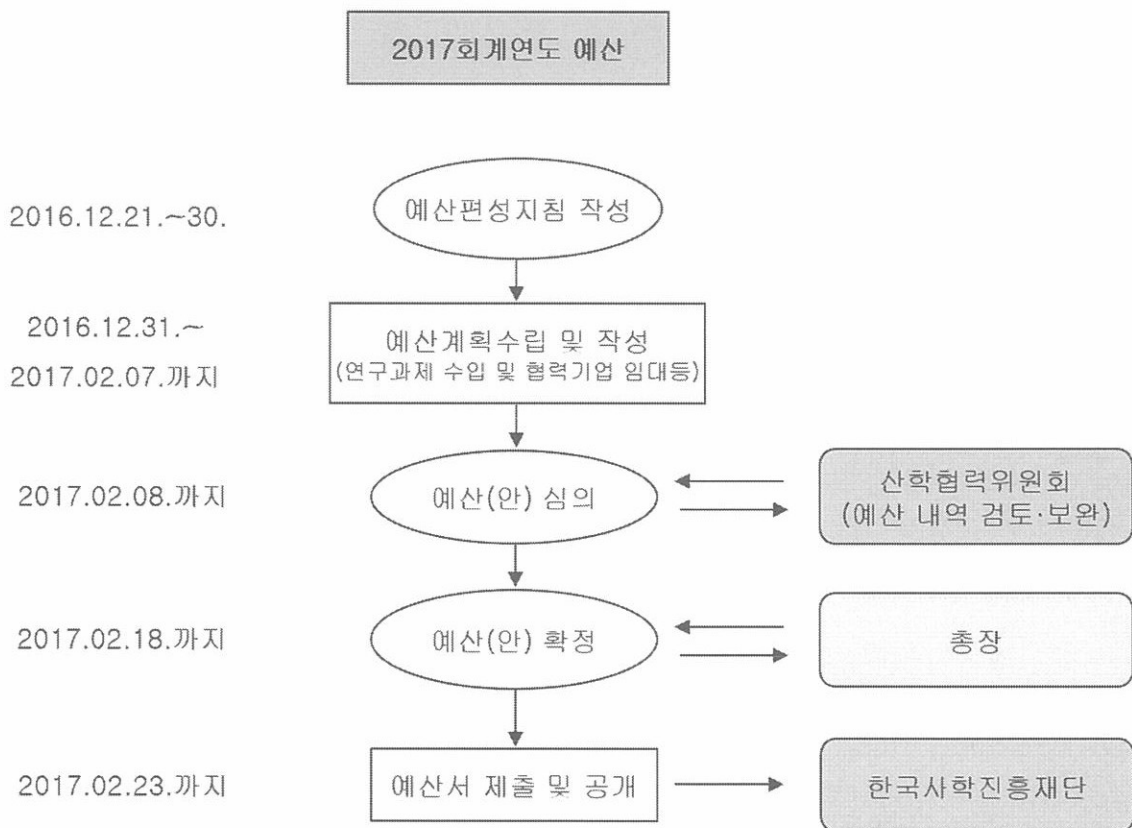 2017회계연도 예산
2016.12.21.~30.
예산편성지침 작성
2016.12.31.~
2017.02.07.까지
예산계획수립 및 작성
(연구과제 수입 및 협력기업 임대등)
2017.02.08.까지
예산(안) 심의
산학협력위원회
(예산 내역 검토·보완)
2017.02.18.까지
예산(안) 확정
총장
2017.02.23.까지
예산서 제출 및 공개
한국사학진흥재단